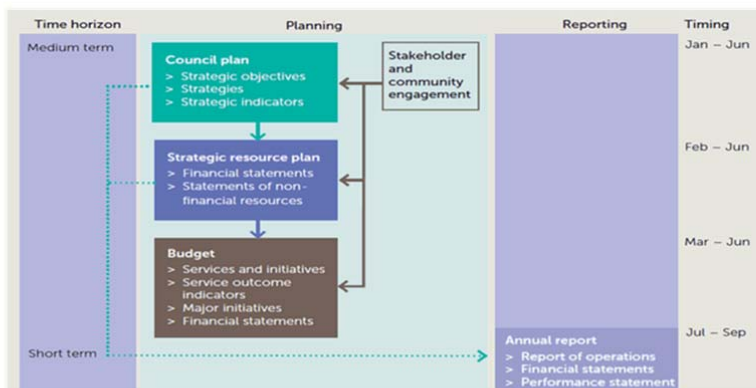 Time horizon
Planning
Reporting
Timing
Medium term
Council plan
> Strategic objectives
> Strategies
> Strategic indicators
Stakeholder
and
community
engagement
Jan – Jun
Strategic resource plan
> Financial statements
> Statements of non-
financial resources
Feb – Jun
Budget
> Services and initiatives
> Service outcome
indicators
> Major initiatives
> Financial statements
Mar – Jun
Short term
Annual report
> Report of operations
> Financial statements
> Performance statement
Jul – Sep